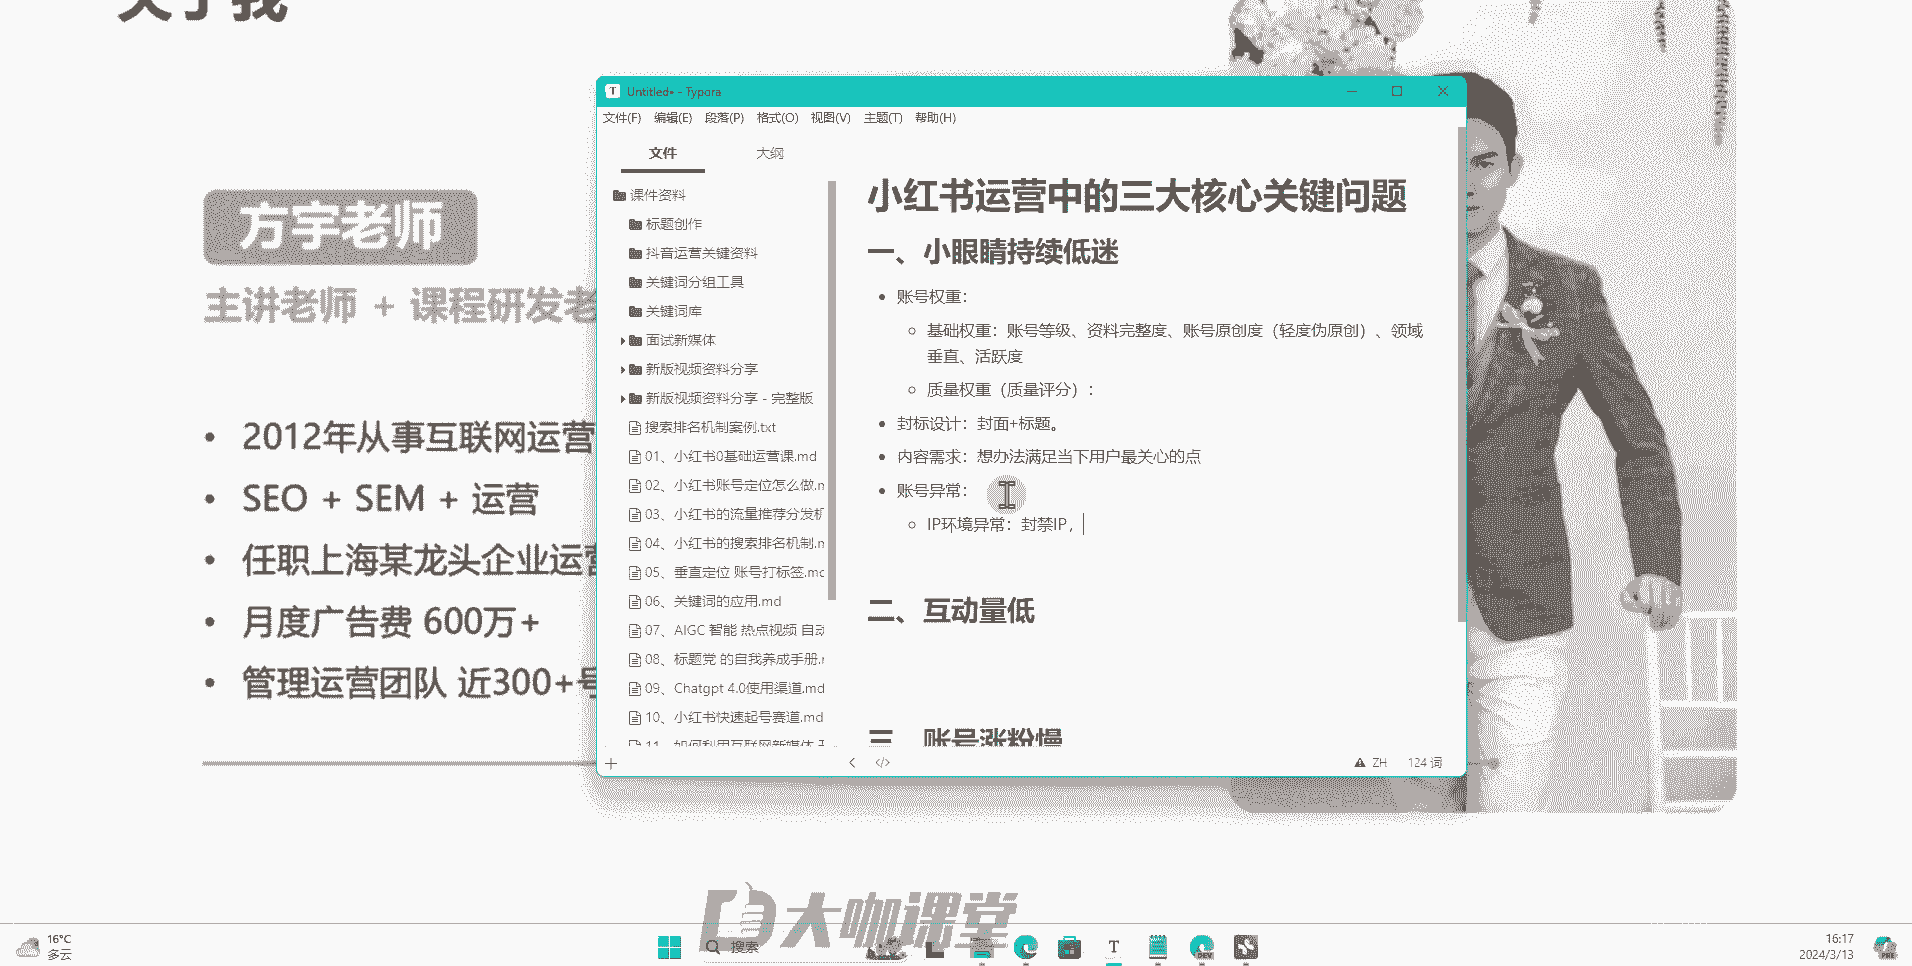 关于我
方宇老师
主讲老师 + 课程研发老
• 2012年从事互联网运营
• SEO + SEM + 运营
• 任职上海某龙头企业运营
• 月度广告费 600万+
• 管理运营团队 近300+号
Untitled• - Typora
文件(F) 编辑(E) 段落(P) 格式(O) 视图(V) 主题(T) 帮助(H)
文件 大纲
课件资料
标题创作
抖音运营关键资料
关键词分组工具
关键词库
面试新媒体
新版视频资料分享
新版视频资料分享 - 完整版
搜索排名机制案例.txt
01、小红书0基础运营课.md
02、小红书账号定位怎么做.m
03、小红书的流量推荐分发机
04、小红书的搜索排名机制.m
05、垂直定位 账号打标签.mc
06、关键词的应用.md
07、AIGC 智能 热点视频 自动
08、标题党 的自我养成手册.r
09、Chatgpt 4.0使用渠道.md
10、小红书快速起号赛道.md
11、如何利用互联网新媒体 开
小红书运营中的三大核心关键问题
一、小眼睛持续低迷
• 账号权重：
◦ 基础权重：账号等级、资料完整度、账号原创度（轻度伪原创）、领域
垂直、活跃度
◦ 质量权重（质量评分）：
• 封标设计：封面+标题。
• 内容需求：想办法满足当下用户最关心的点
• 账号异常：
◦ IP环境异常：封禁IP，
二、互动量低
三、账号涨粉慢
</> ZH 124 词
大咖课堂
16°C
多云
搜索
T
DEV
16:17
2024/3/13
PRE